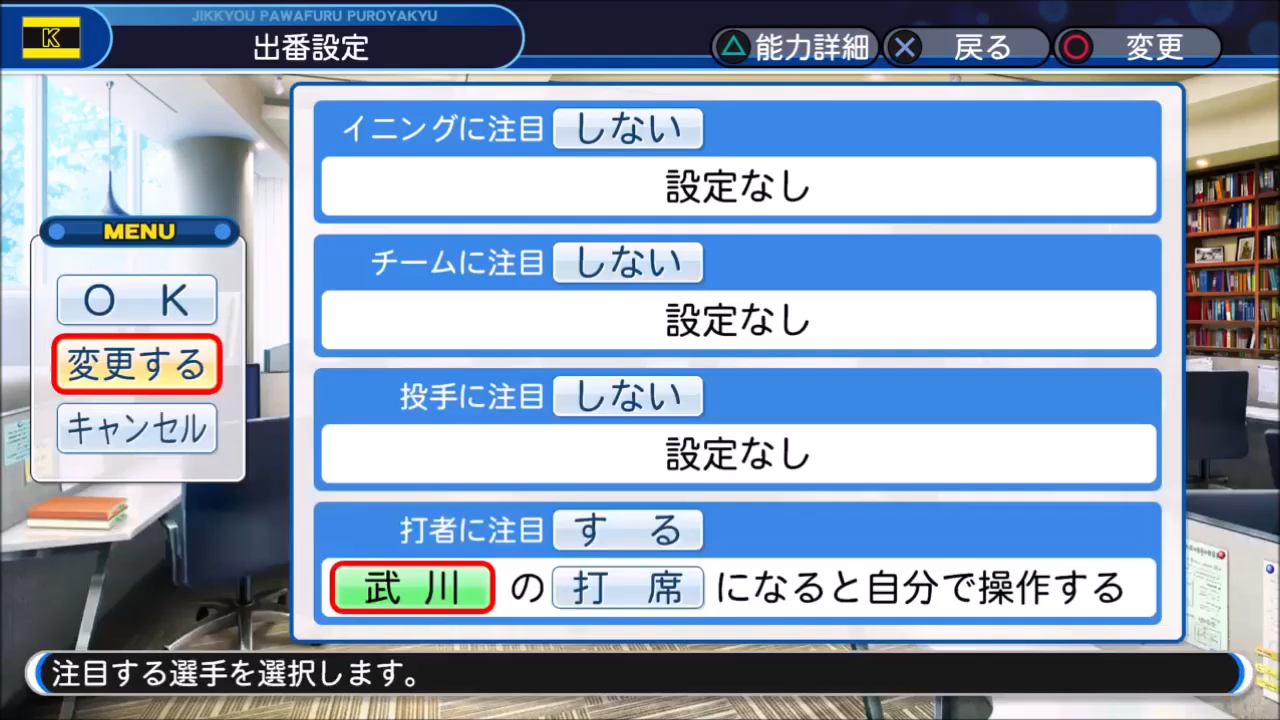 K
JIKKYOU PAWAFURU PUROYAKYU
出番設定
能力詳細 戻る 変更
イニングに注目 しない
設定なし
MENU
O K
変更する
キャンセル
チームに注目 しない
設定なし
投手に注目 しない
設定なし
打者に注目 する
武川 の 打席 になると自分で操作する
注目する選手を選択します。